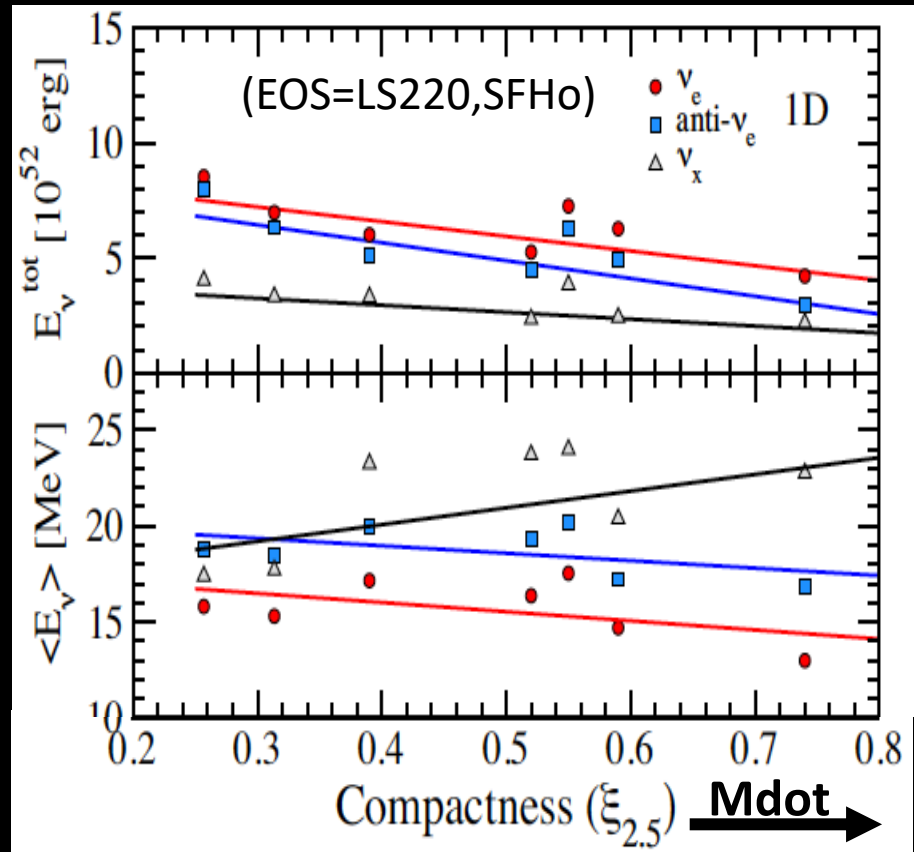 15
10
5
0
E_ν^tot [10^52 erg]
(EOS=LS220,SFHo)
ν_e
anti-ν_e
ν_x
1D
25
20
15
10
<E_ν> [MeV]
0.2 0.3 0.4 0.5 0.6 0.7 0.8
Compactness (ξ_2.5) Mdot